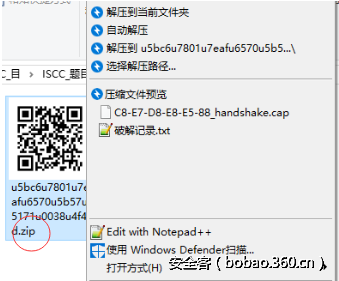 解压到当前文件夹
自动解压
解压到 u5bc6u7801u7eafu6570u5b5...\
选择解压路径...
C_目
ISCC_题目
压缩文件预览
C8-E7-D8-E8-E5-88_handshake.cap
破解记录.txt
u5bc6u7801u7e
afu6570u5b57u
5171u0038u4f4
d.zip
Edit with Notepad++
使用 Windows Defender扫描...
打开方式(H)
安全客（bobao.360.cn）